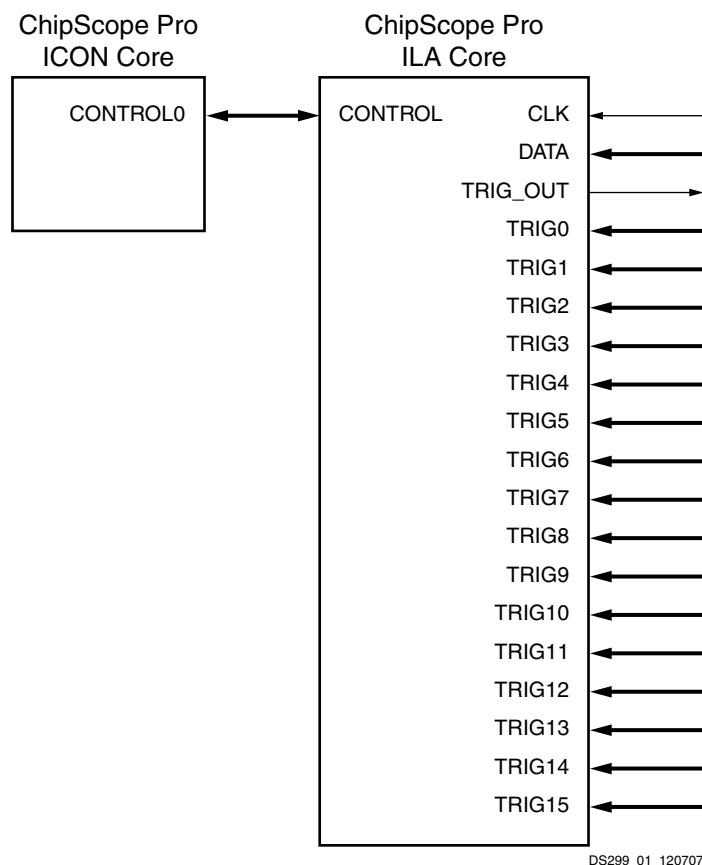 ChipScope Pro
ICON Core
ChipScope Pro
ILA Core
CONTROL0
CONTROL
CLK
DATA
TRIG_OUT
TRIG0
TRIG1
TRIG2
TRIG3
TRIG4
TRIG5
TRIG6
TRIG7
TRIG8
TRIG9
TRIG10
TRIG11
TRIG12
TRIG13
TRIG14
TRIG15
DS299_01_120707